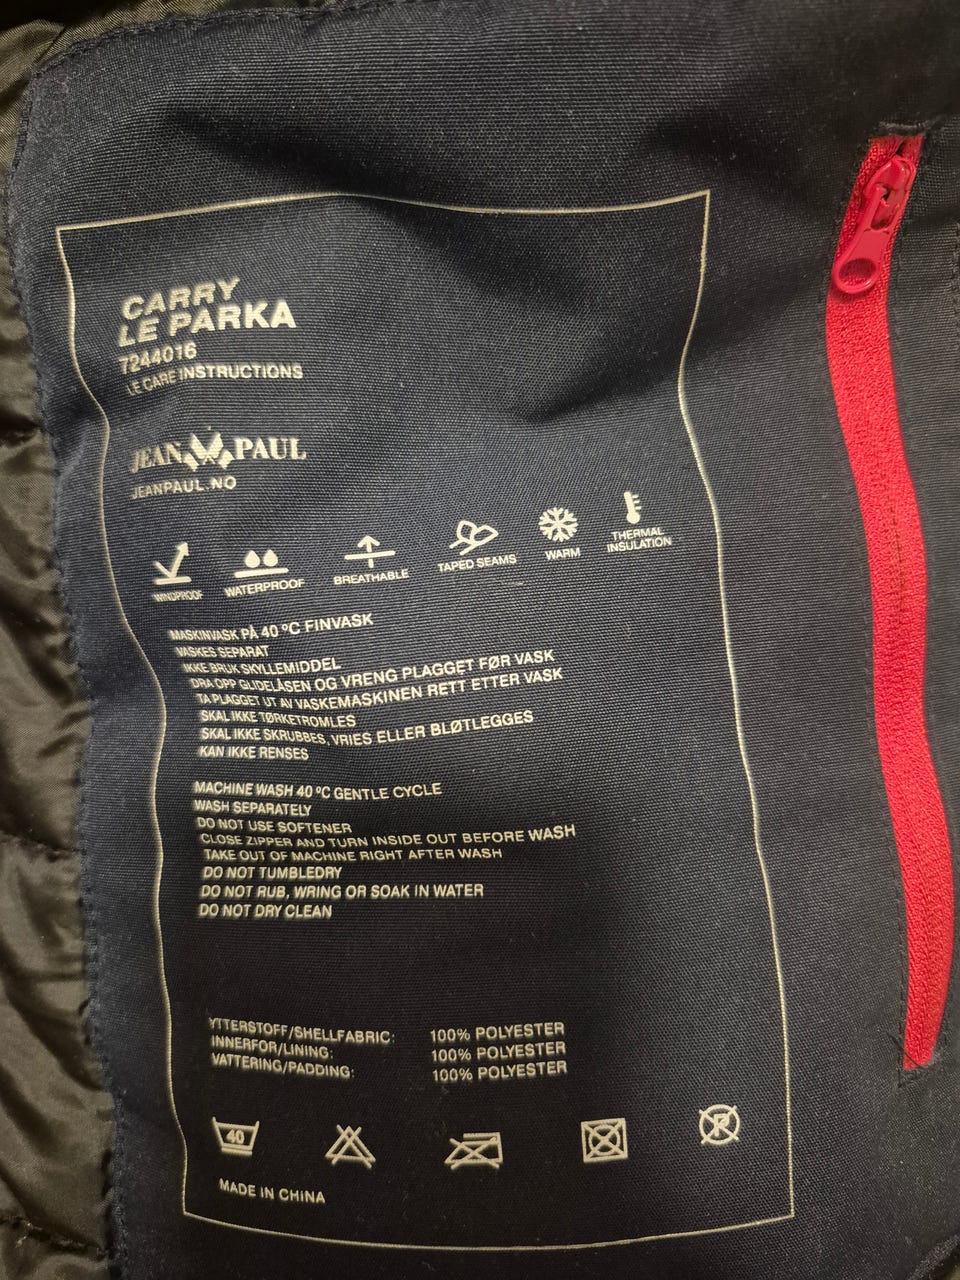 CARRY
LE PARKA
7244016
LE CARE INSTRUCTIONS
JEAN PAUL
JEANPAUL.NO
WINDPROOF
WATERPROOF
BREATHABLE
TAPED SEAMS
WARM
THERMAL
INSULATION
MASKINVASK PÅ 40 ºC FINVASK
VASKES SEPARAT
IKKE BRUK SKYLLEMIDDEL
DRA OPP GLIDELÅSEN OG VRENG PLAGGET FØR VASK
TA PLAGGET UT AV VASKEMASKINEN RETT ETTER VASK
SKAL IKKE TØRKETROMLES
SKAL IKKE SKRUBBES, VRIES ELLER BLØTLEGGES
KAN IKKE RENSES
MACHINE WASH 40 ºC GENTLE CYCLE
WASH SEPARATELY
DO NOT USE SOFTENER
CLOSE ZIPPER AND TURN INSIDE OUT BEFORE WASH
TAKE OUT OF MACHINE RIGHT AFTER WASH
DO NOT TUMBLEDRY
DO NOT RUB, WRING OR SOAK IN WATER
DO NOT DRY CLEAN
YTTERSTOFF/SHELLFABRIC: 100% POLYESTER
INNERFOR/LINING: 100% POLYESTER
VATTERING/PADDING: 100% POLYESTER
40 P
MADE IN CHINA